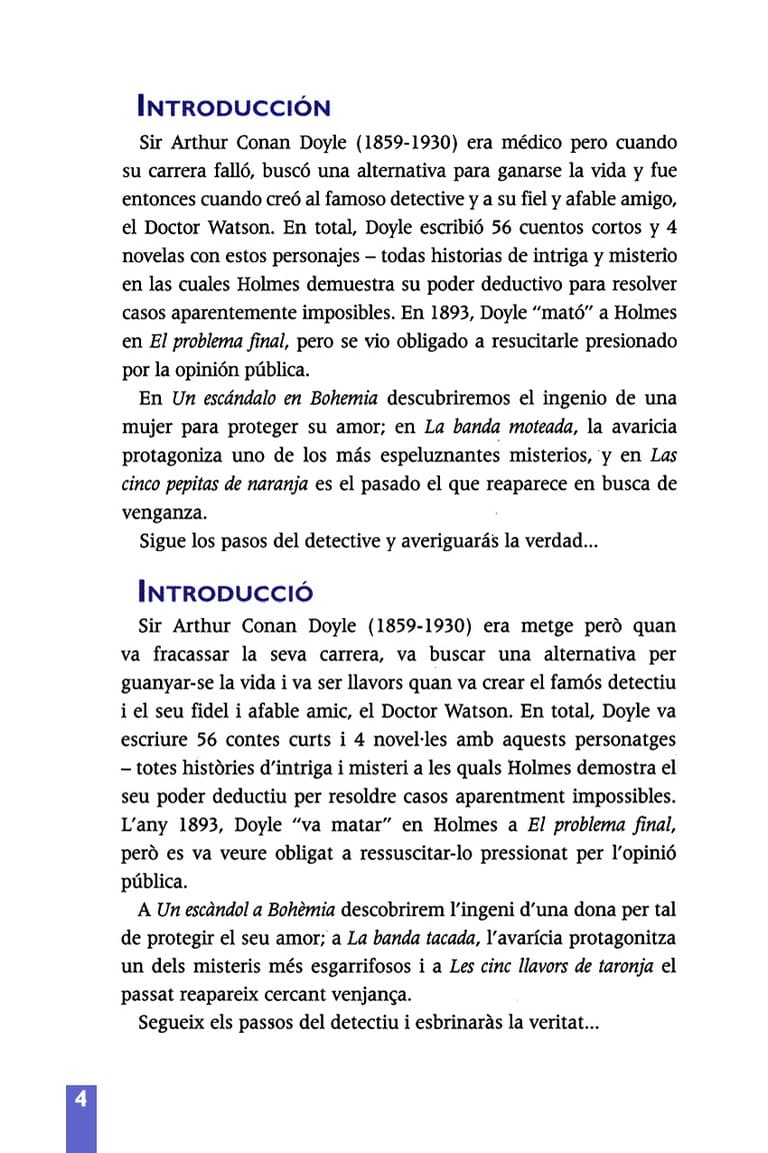 INTRODUCCIÓN
Sir Arthur Conan Doyle (1859-1930) era médico pero cuando
su carrera falló, buscó una alternativa para ganarse la vida y fue
entonces cuando creó al famoso detective y a su fiel y afable amigo,
el Doctor Watson. En total, Doyle escribió 56 cuentos cortos y 4
novelas con estos personajes – todas historias de intriga y misterio
en las cuales Holmes demuestra su poder deductivo para resolver
casos aparentemente imposibles. En 1893, Doyle "mató" a Holmes
en El problema final, pero se vio obligado a resucitarle presionado
por la opinión pública.
En Un escándalo en Bohemia descubriremos el ingenio de una
mujer para proteger su amor; en La banda moteada, la avaricia
protagoniza uno de los más espeluznantes misterios, y en Las
cinco pepitas de naranja es el pasado el que reaparece en busca de
venganza.
Sigue los pasos del detective y averiguarás la verdad...
INTRODUCCIÓ
Sir Arthur Conan Doyle (1859-1930) era metge però quan
va fracassar la seva carrera, va buscar una alternativa per
guanyar-se la vida i va ser llavors quan va crear el famós detectiu
i el seu fidel i afable amic, el Doctor Watson. En total, Doyle va
escriure 56 contes curts i 4 novel·les amb aquests personatges
– totes històries d'intriga i misteri a les quals Holmes demostra el
seu poder deductiu per resoldre casos aparentment impossibles.
L'any 1893, Doyle "va matar" en Holmes a El problema final,
però es va veure obligat a ressuscitar-lo pressionat per l'opinió
pública.
A Un escàndol a Bohèmia descobrirem l'ingeni d'una dona per tal
de protegir el seu amor; a La banda tacada, l'avarícia protagonitza
un dels misteris més esgarrifosos i a Les cinc llavors de taronja el
passat reapareix cercant venjança.
Segueix els passos del detectiu i esbrinaràs la veritat...
4